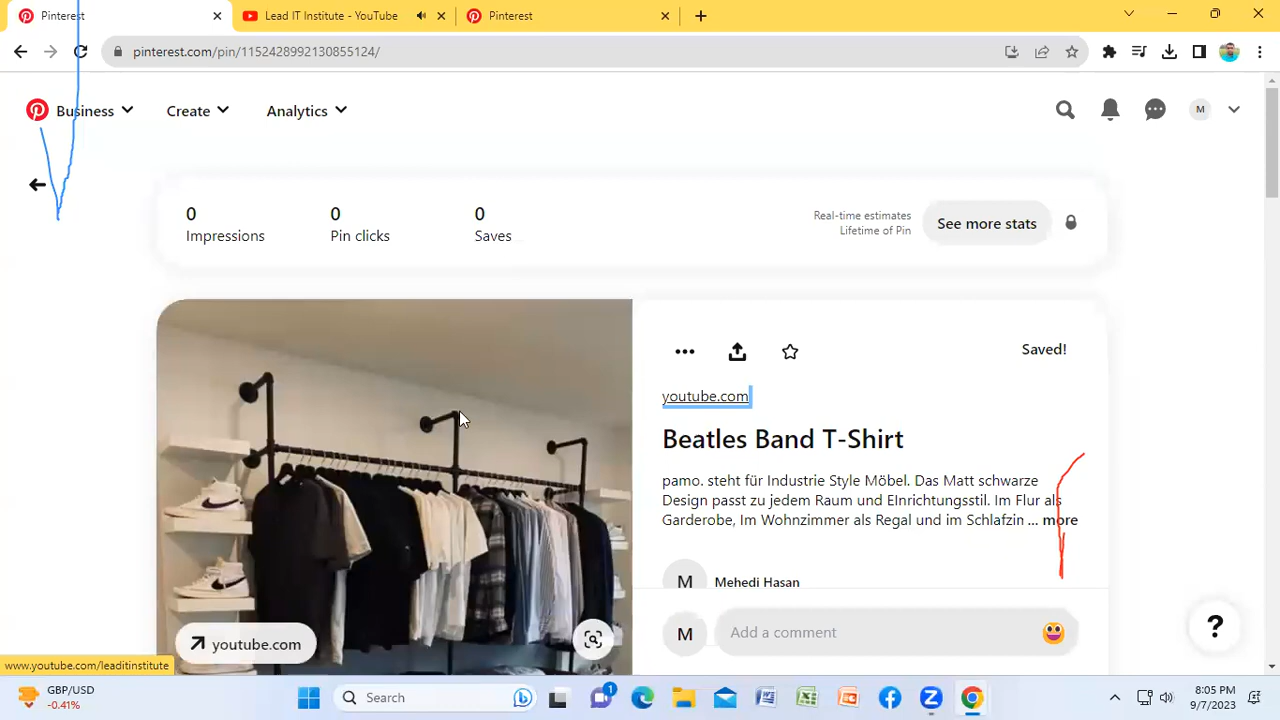 Pinterest
Lead IT Institute - YouTube
Pinterest
pinterest.com/pin/1152428992130855124/
Business
Create
Analytics
M
0
Impressions
0
Pin clicks
0
Saves
Real-time estimates
Lifetime of Pin
See more stats
Saved!
youtube.com
Beatles Band T-Shirt
pamo. steht für Industrie Style Möbel. Das Matt schwarze
Design passt zu jedem Raum und EInrichtungsstil. Im Flur als
Garderobe, Im Wohnzimmer als Regal und im Schlafzin ... more
M
Mehedi Hasan
M
Add a comment
youtube.com
?
www.youtube.com/leaditinstitute
GBP/USD
-0.41%
Search
1
8:05 PM
9/7/2023